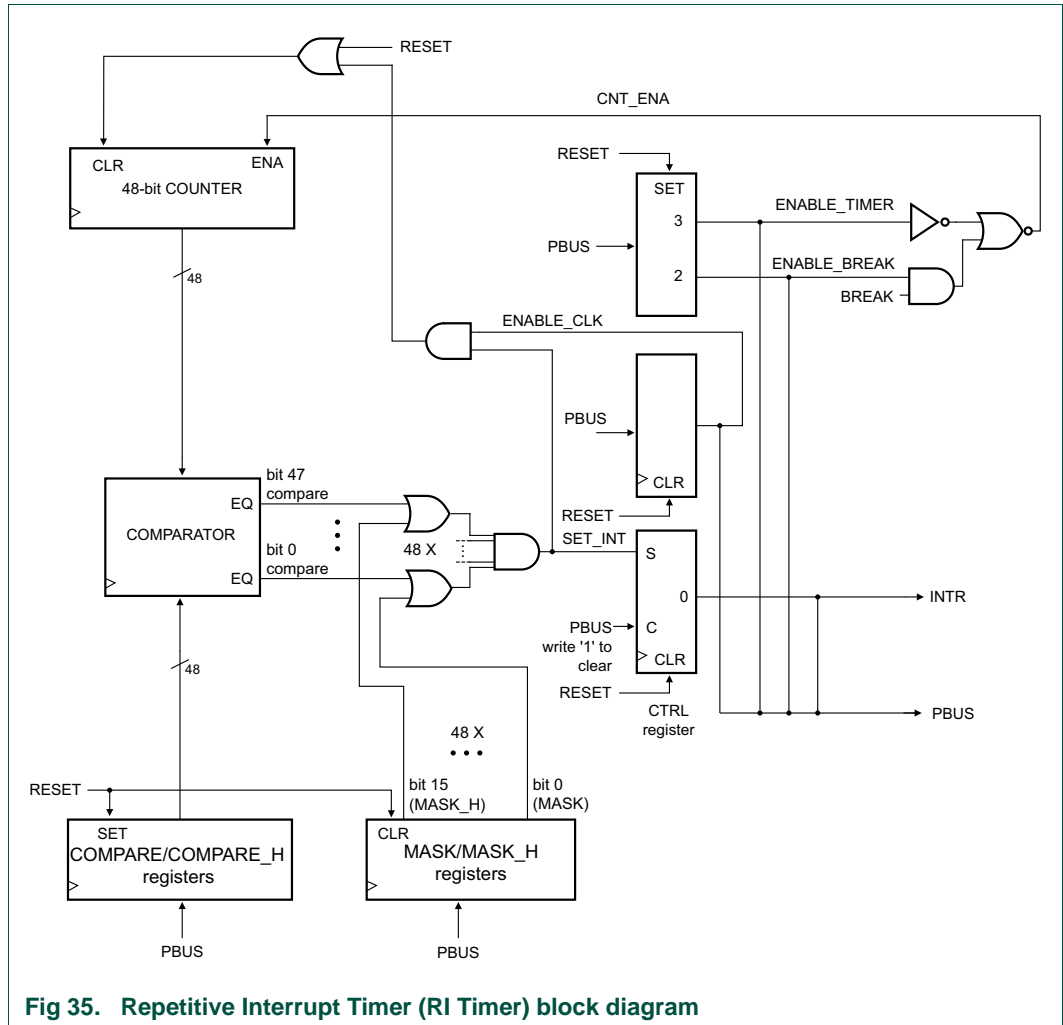 RESET
CNT_ENA
CLR
ENA
48-bit COUNTER
RESET
SET
3
ENABLE_TIMER
PBUS
48
2
ENABLE_BREAK
BREAK
ENABLE_CLK
PBUS
CLR
RESET
bit 47
compare
EQ
COMPARATOR
48 X
bit 0
compare
EQ
SET_INT
S
0
INTR
PBUS
write '1' to
clear
C
CLR
RESET
48
CTRL
register
PBUS
48 X
RESET
bit 15
(MASK_H)
bit 0
(MASK)
SET
COMPARE/COMPARE_H
registers
CLR
MASK/MASK_H
registers
PBUS
PBUS
Fig 35. Repetitive Interrupt Timer (RI Timer) block diagram